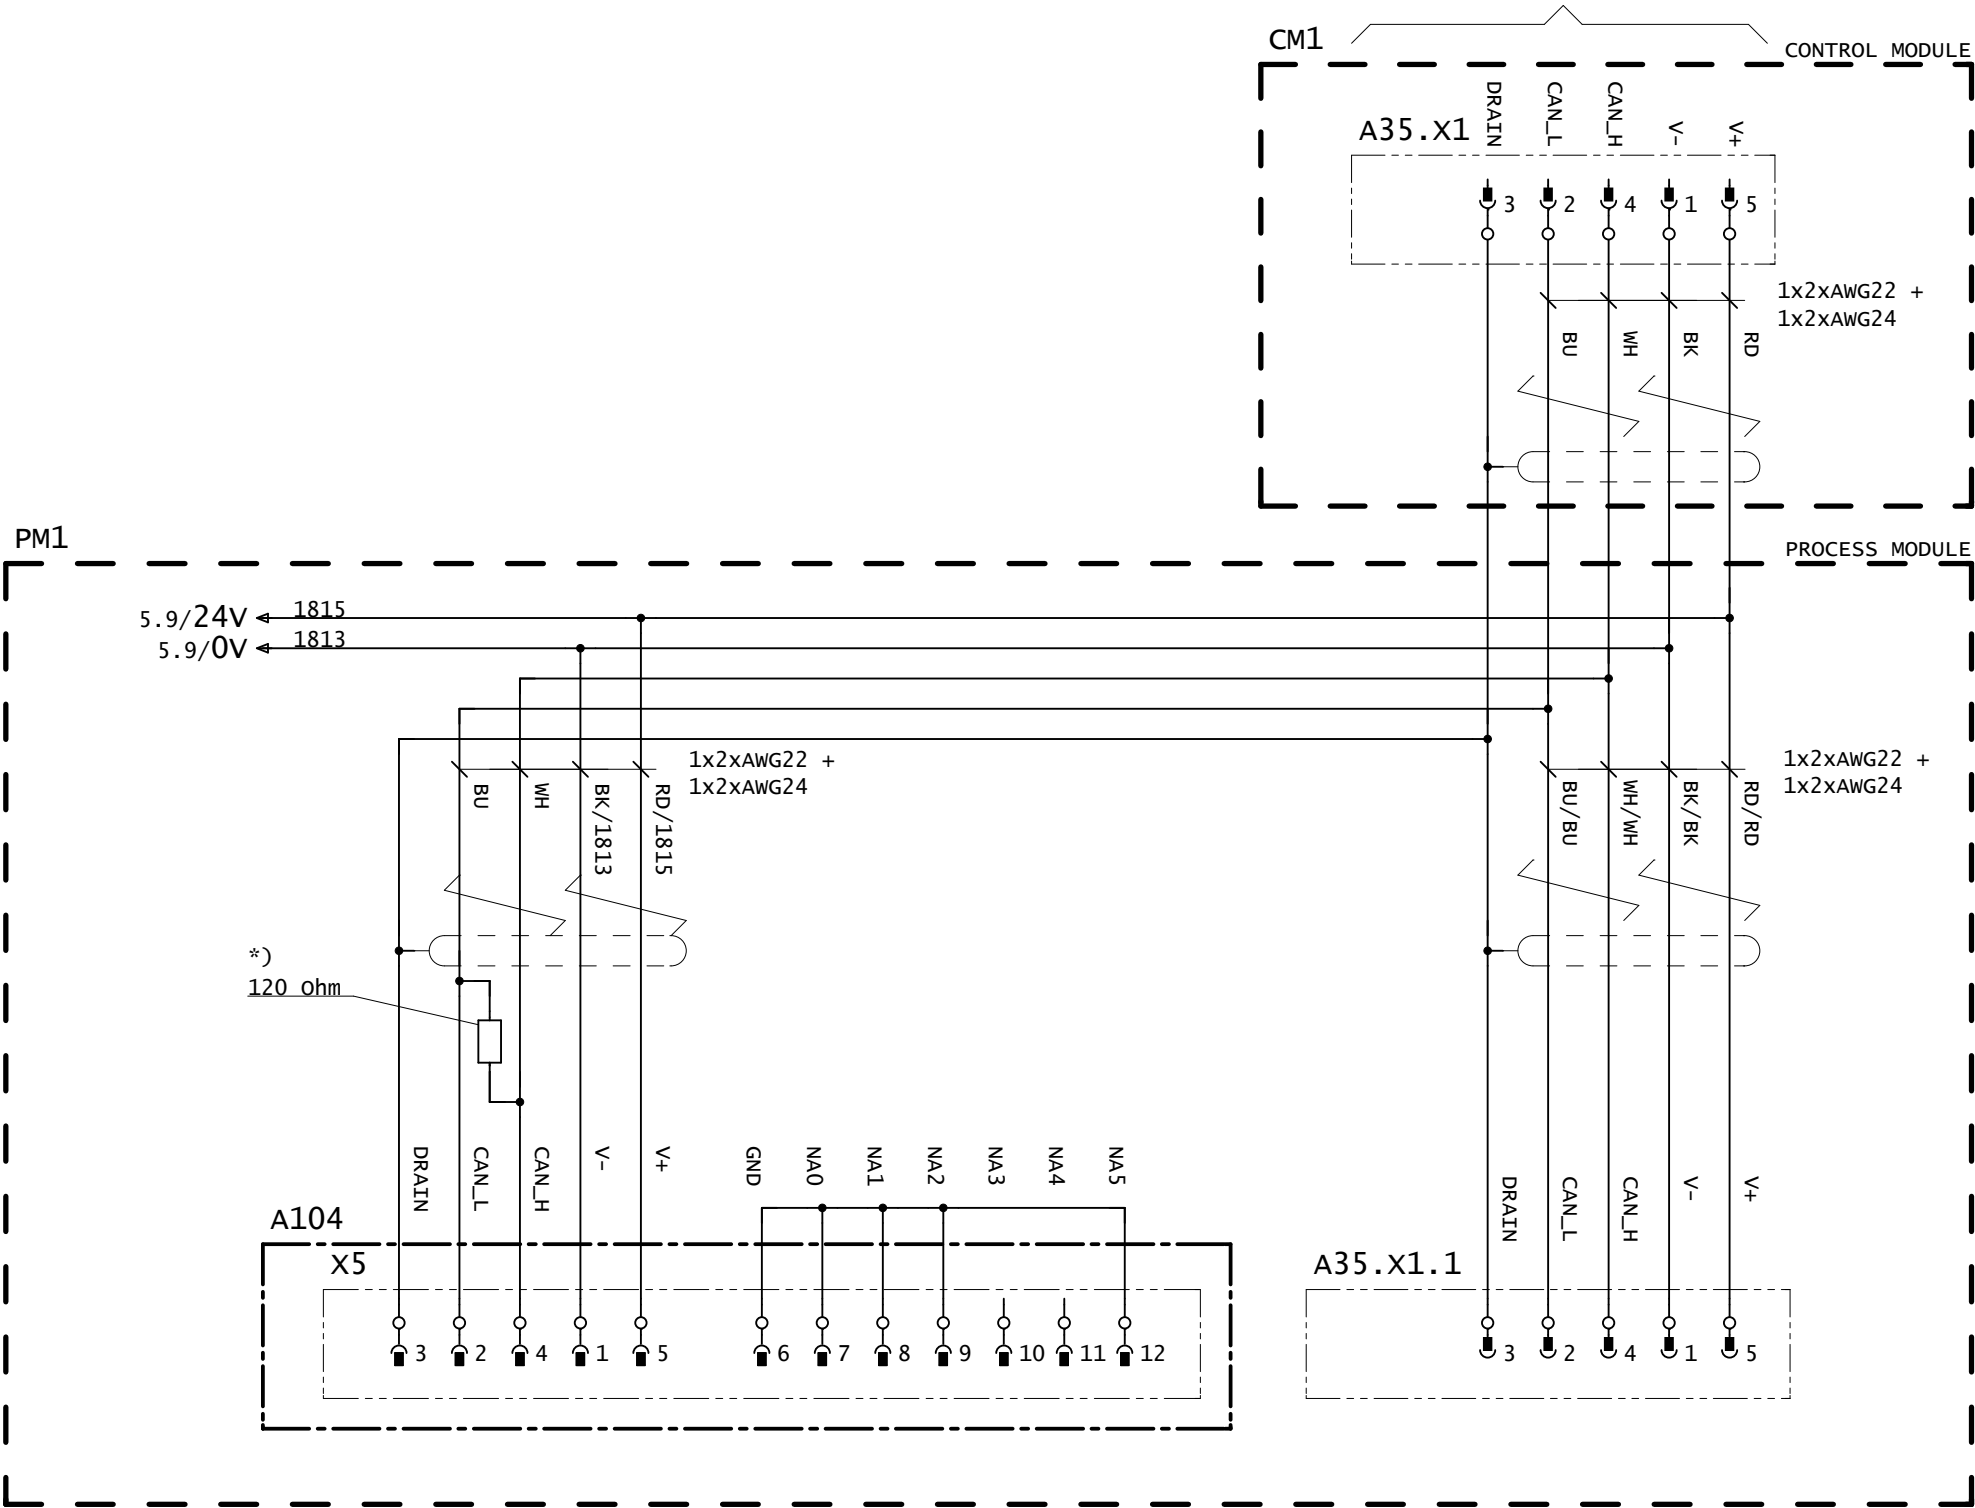 CM1
CONTROL MODULE
DRAIN
CAN_L
CAN_H
V-
V+
A35.X1
3
2
4
1
5
1x2xAWG22 +
1x2xAWG24
BU
WH
BK
RD
PM1
PROCESS MODULE
5.9/24V
1815
5.9/0V
1813
1x2xAWG22 +
1x2xAWG24
BU
WH
BK/1813
RD/1815
1x2xAWG22 +
1x2xAWG24
BU/BU
WH/WH
BK/BK
RD/RD
*)
120 Ohm
DRAIN
CAN_L
CAN_H
V-
V+
GND
NA0
NA1
NA2
NA3
NA4
NA5
DRAIN
CAN_L
CAN_H
V-
V+
A104
X5
A35.X1.1
3
2
4
1
5
6
7
8
9
10
11
12
3
2
4
1
5